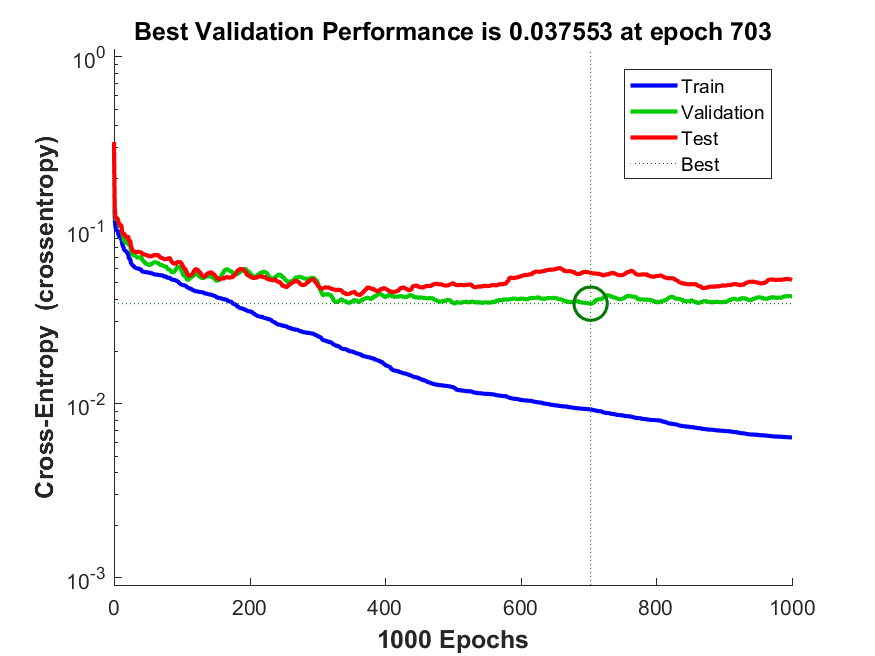 Best Validation Performance is 0.037553 at epoch 703
Cross-Entropy (crossentropy)
10^0
10^-1
10^-2
10^-3
Train
Validation
Test
Best
0 200 400 600 800 1000
1000 Epochs